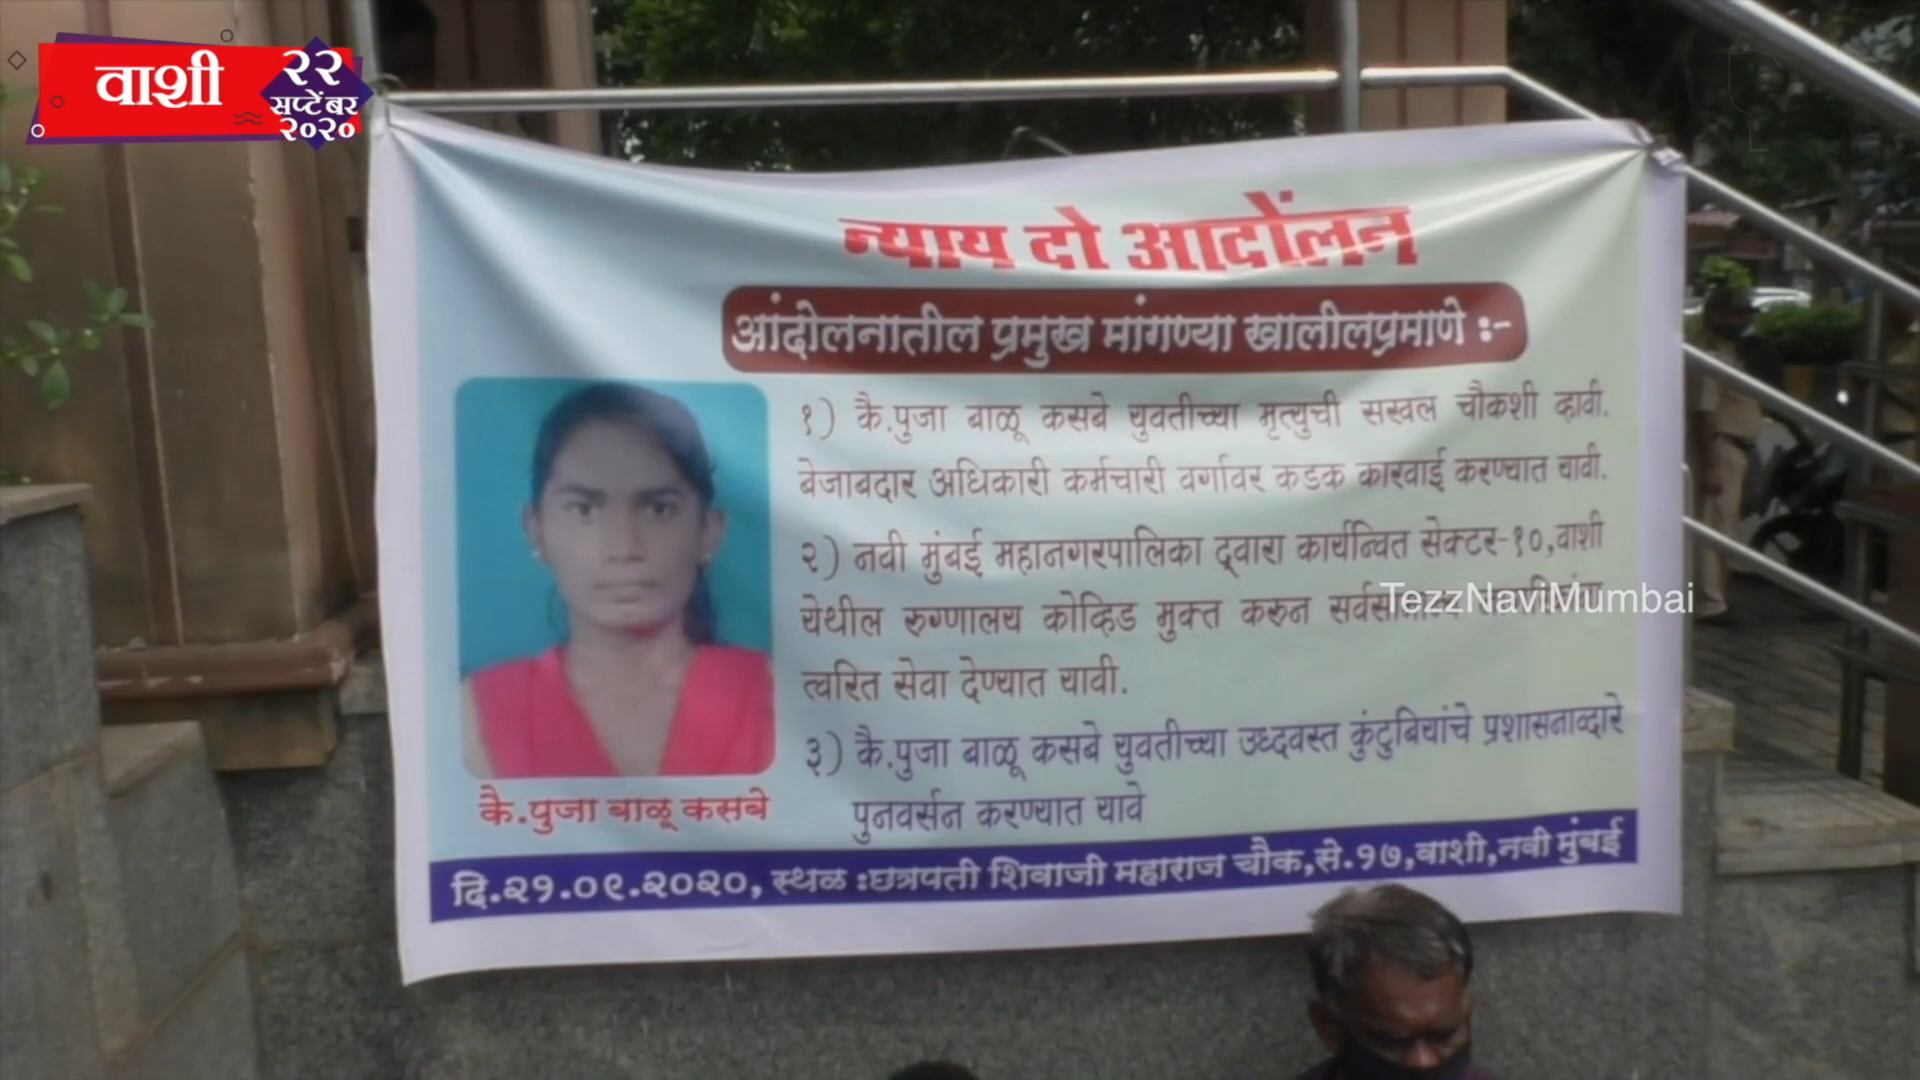 वाशी
२२
सप्टेंबर
२०२०
न्याय दो आदोंलन
आंदोलनातील प्रमुख मांगण्या खालीलप्रमाणे :-
१) कै.पुजा बाळू कसबे युवतीच्या मृत्युची सखल चौकशी व्हावी.
बेजाबदार अधिकारी कर्मचारी वर्गावर कडक कारवाई करण्यात यावी.
२) नवी मुंबई महानगरपालिका द्वारा कार्यान्वित सेक्टर-१०,वाशी
येथील रुग्णालय कोव्हिड मुक्त करुन
TezzNaviMumbai
त्वरित सेवा देण्यात यावी.
३) कै.पुजा बाळू कसबे युवतीच्या उध्दवस्त कुंटुबियांचे प्रशासनाव्दारे
पुनवर्सन करण्यात यावे
कै.पुजा बाळू कसबे
दि.२१.०९.२०२०, स्थळ :छत्रपती शिवाजी महाराज चौक,से.१७,वाशी,नवी मुंबई